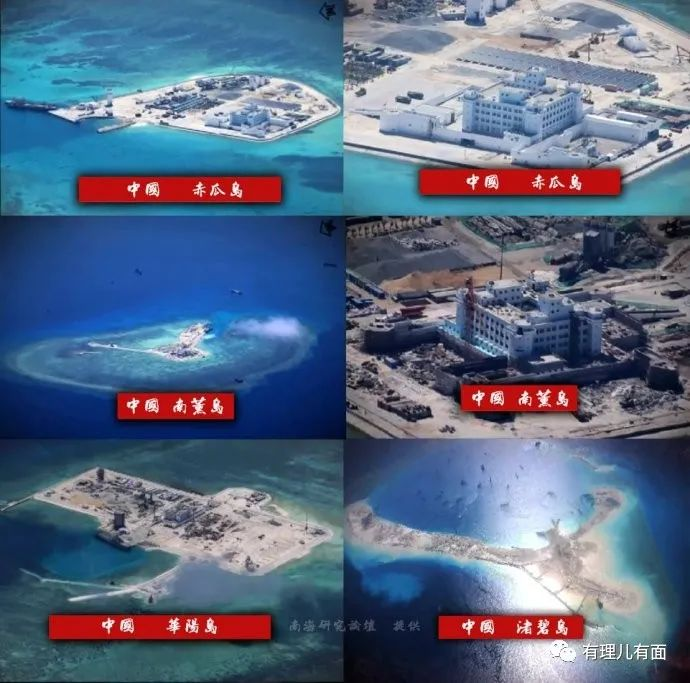 中國 赤瓜島
中國 赤瓜島
中國 南薰島
中國 南薰島
中國 華陽島
南海研究論壇 提供
中國 渚碧島
有理儿有面